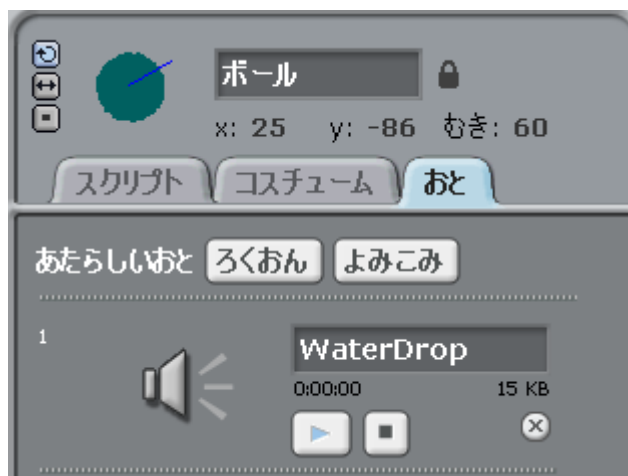 ボール
x: 25 y: -86 むき: 60
スクリプト コスチューム おと
あたらしいおと ろくおん よみこみ
1
WaterDrop
0:00:00 15 KB